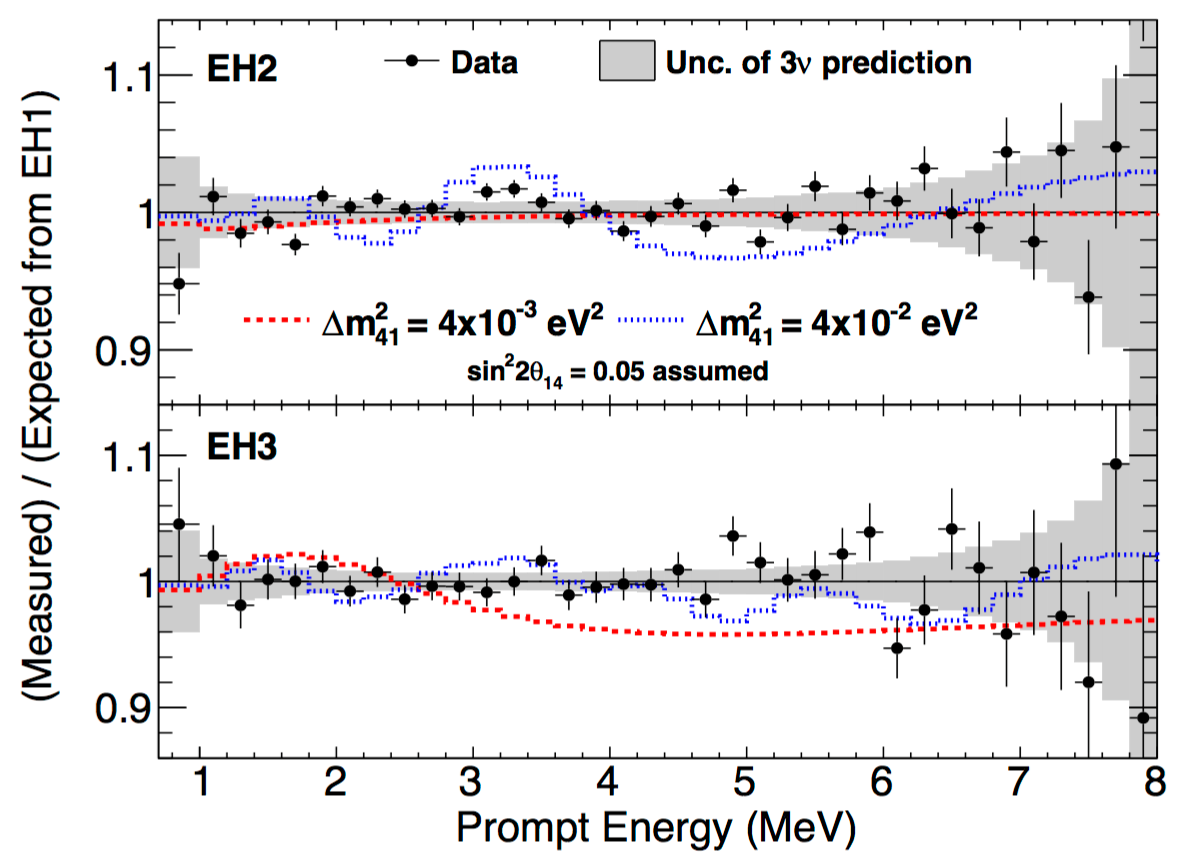 (Measured) / (Expected from EH1)
EH2 Data Unc. of 3ν prediction
1.1
1
0.9
Δm²₄₁ = 4x10⁻³ eV² Δm²₄₁ = 4x10⁻² eV²
sin²2θ₁₄ = 0.05 assumed
EH3
1.1
1
0.9
1 2 3 4 5 6 7 8
Prompt Energy (MeV)